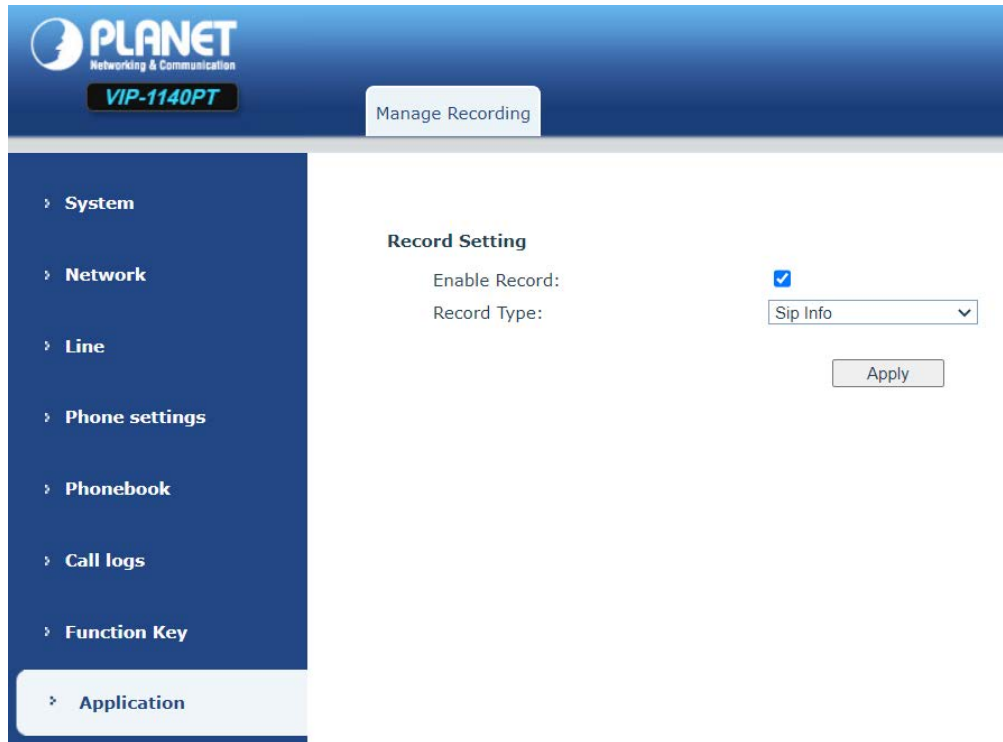 PLANET
Networking & Communication
VIP-1140PT
Manage Recording
System
Network
Line
Phone settings
Phonebook
Call logs
Function Key
Application
Record Setting
Enable Record:
Record Type: Sip Info
Apply